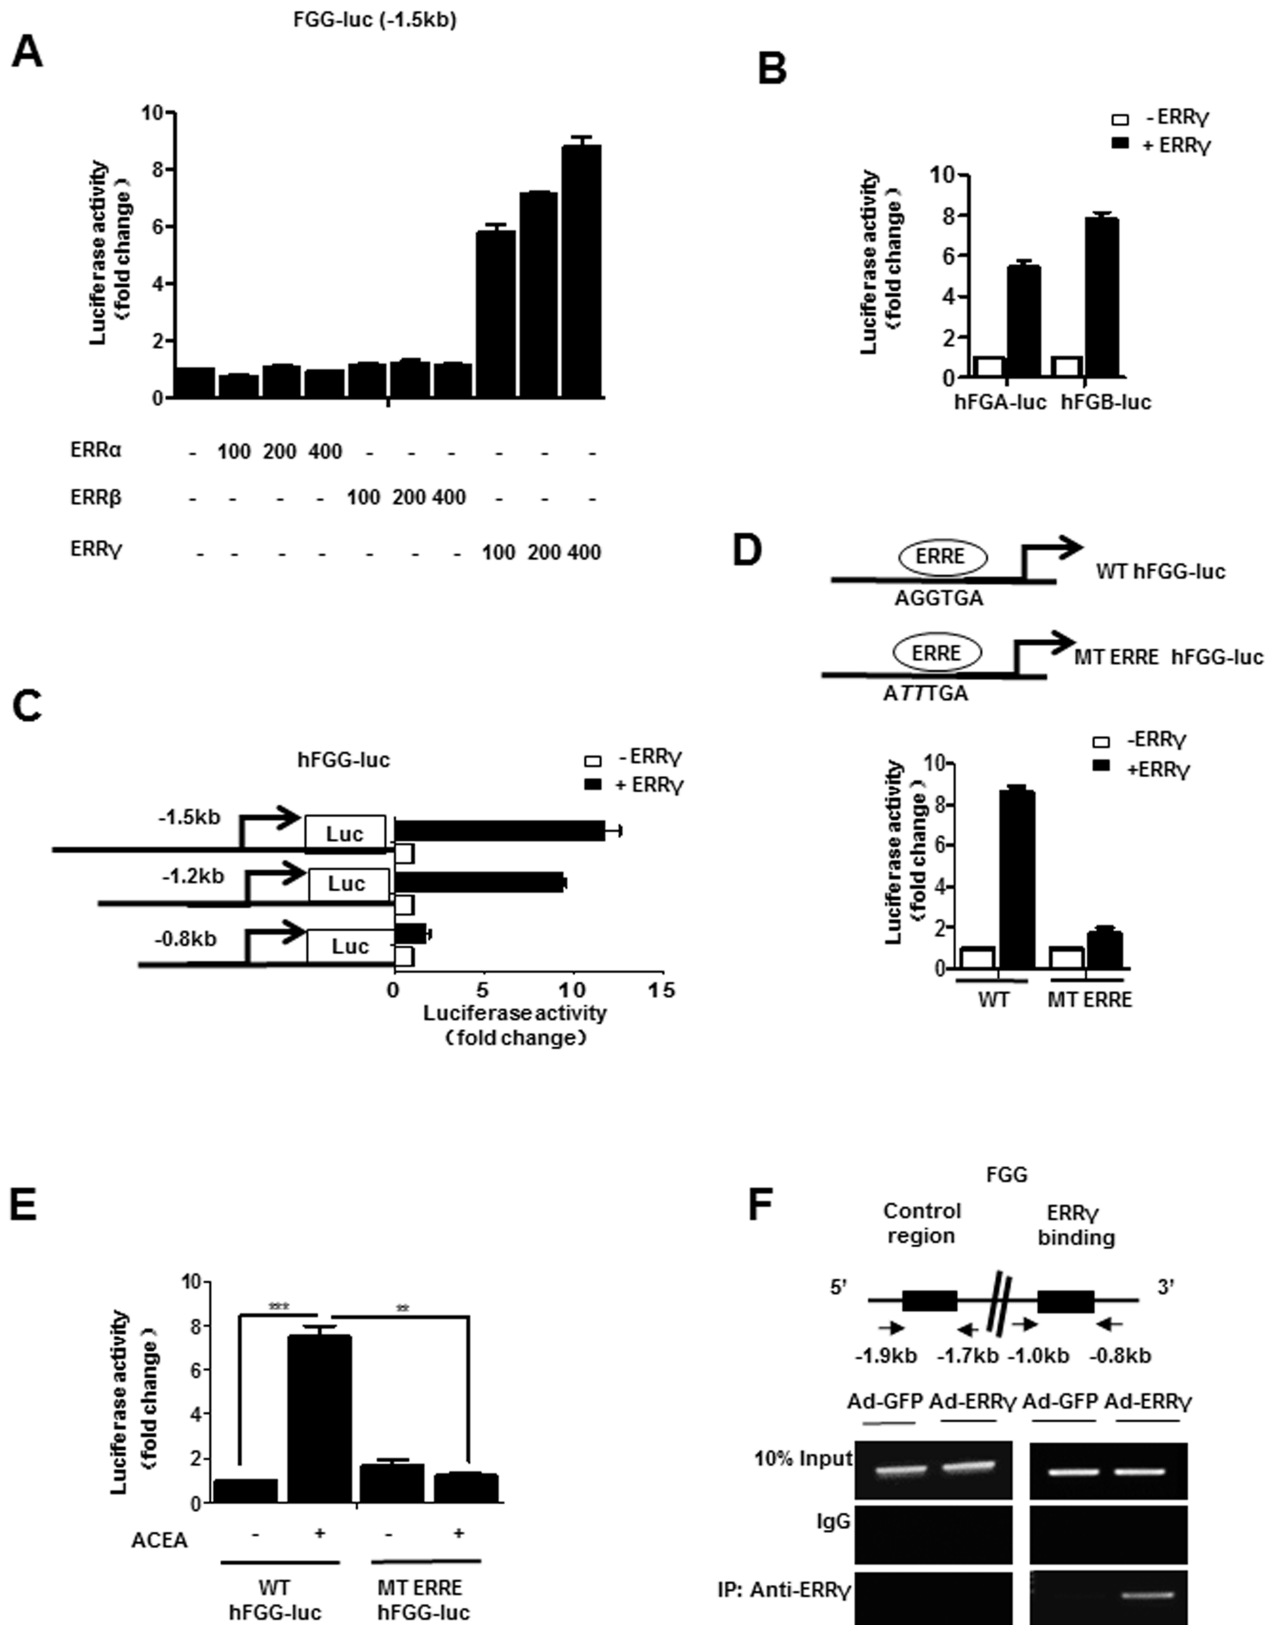 FGG-luc (-1.5kb)
A
10
8
6
4
2
0
Luciferase activity
(fold change)
ERRα - 100 200 400 - - - - - -
ERRβ - - - - 100 200 400 - - -
ERRγ - - - - - - - 100 200 400
B
- ERRγ
+ ERRγ
10
8
6
4
2
0
Luciferase activity
(fold change)
hFGA-luc hFGB-luc
C
hFGG-luc
- ERRγ
+ ERRγ
-1.5kb
Luc
-1.2kb
Luc
-0.8kb
Luc
0 5 10 15
Luciferase activity
(fold change)
D
ERRE
AGGTGA
WT hFGG-luc
ERRE
ATTTGA
MT ERRE hFGG-luc
-ERRγ
+ERRγ
10
8
6
4
2
0
Luciferase activity
(fold change)
WT MT ERRE
E
10
8
6
4
2
0
Luciferase activity
(fold change)
*** **
ACEA - + - +
WT MT ERRE
hFGG-luc hFGG-luc
F
FGG
Control ERRγ
region binding
5' 3'
-1.9kb -1.7kb -1.0kb -0.8kb
Ad-GFP Ad-ERRγ Ad-GFP Ad-ERRγ
10% Input
IgG
IP: Anti-ERRγ